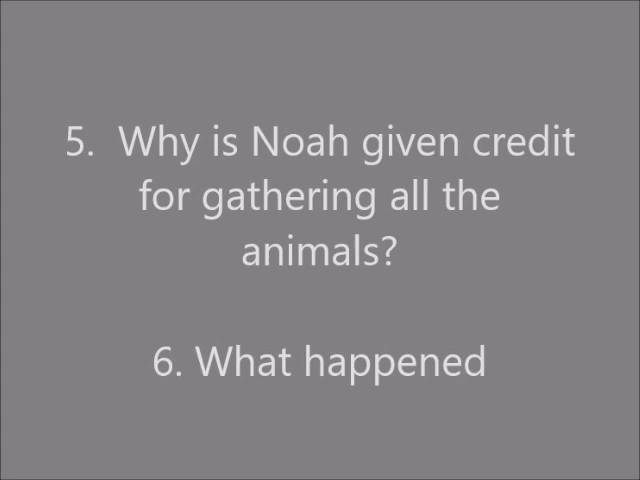 5.  Why is Noah given credit
for gathering all the
animals?
6. What happened